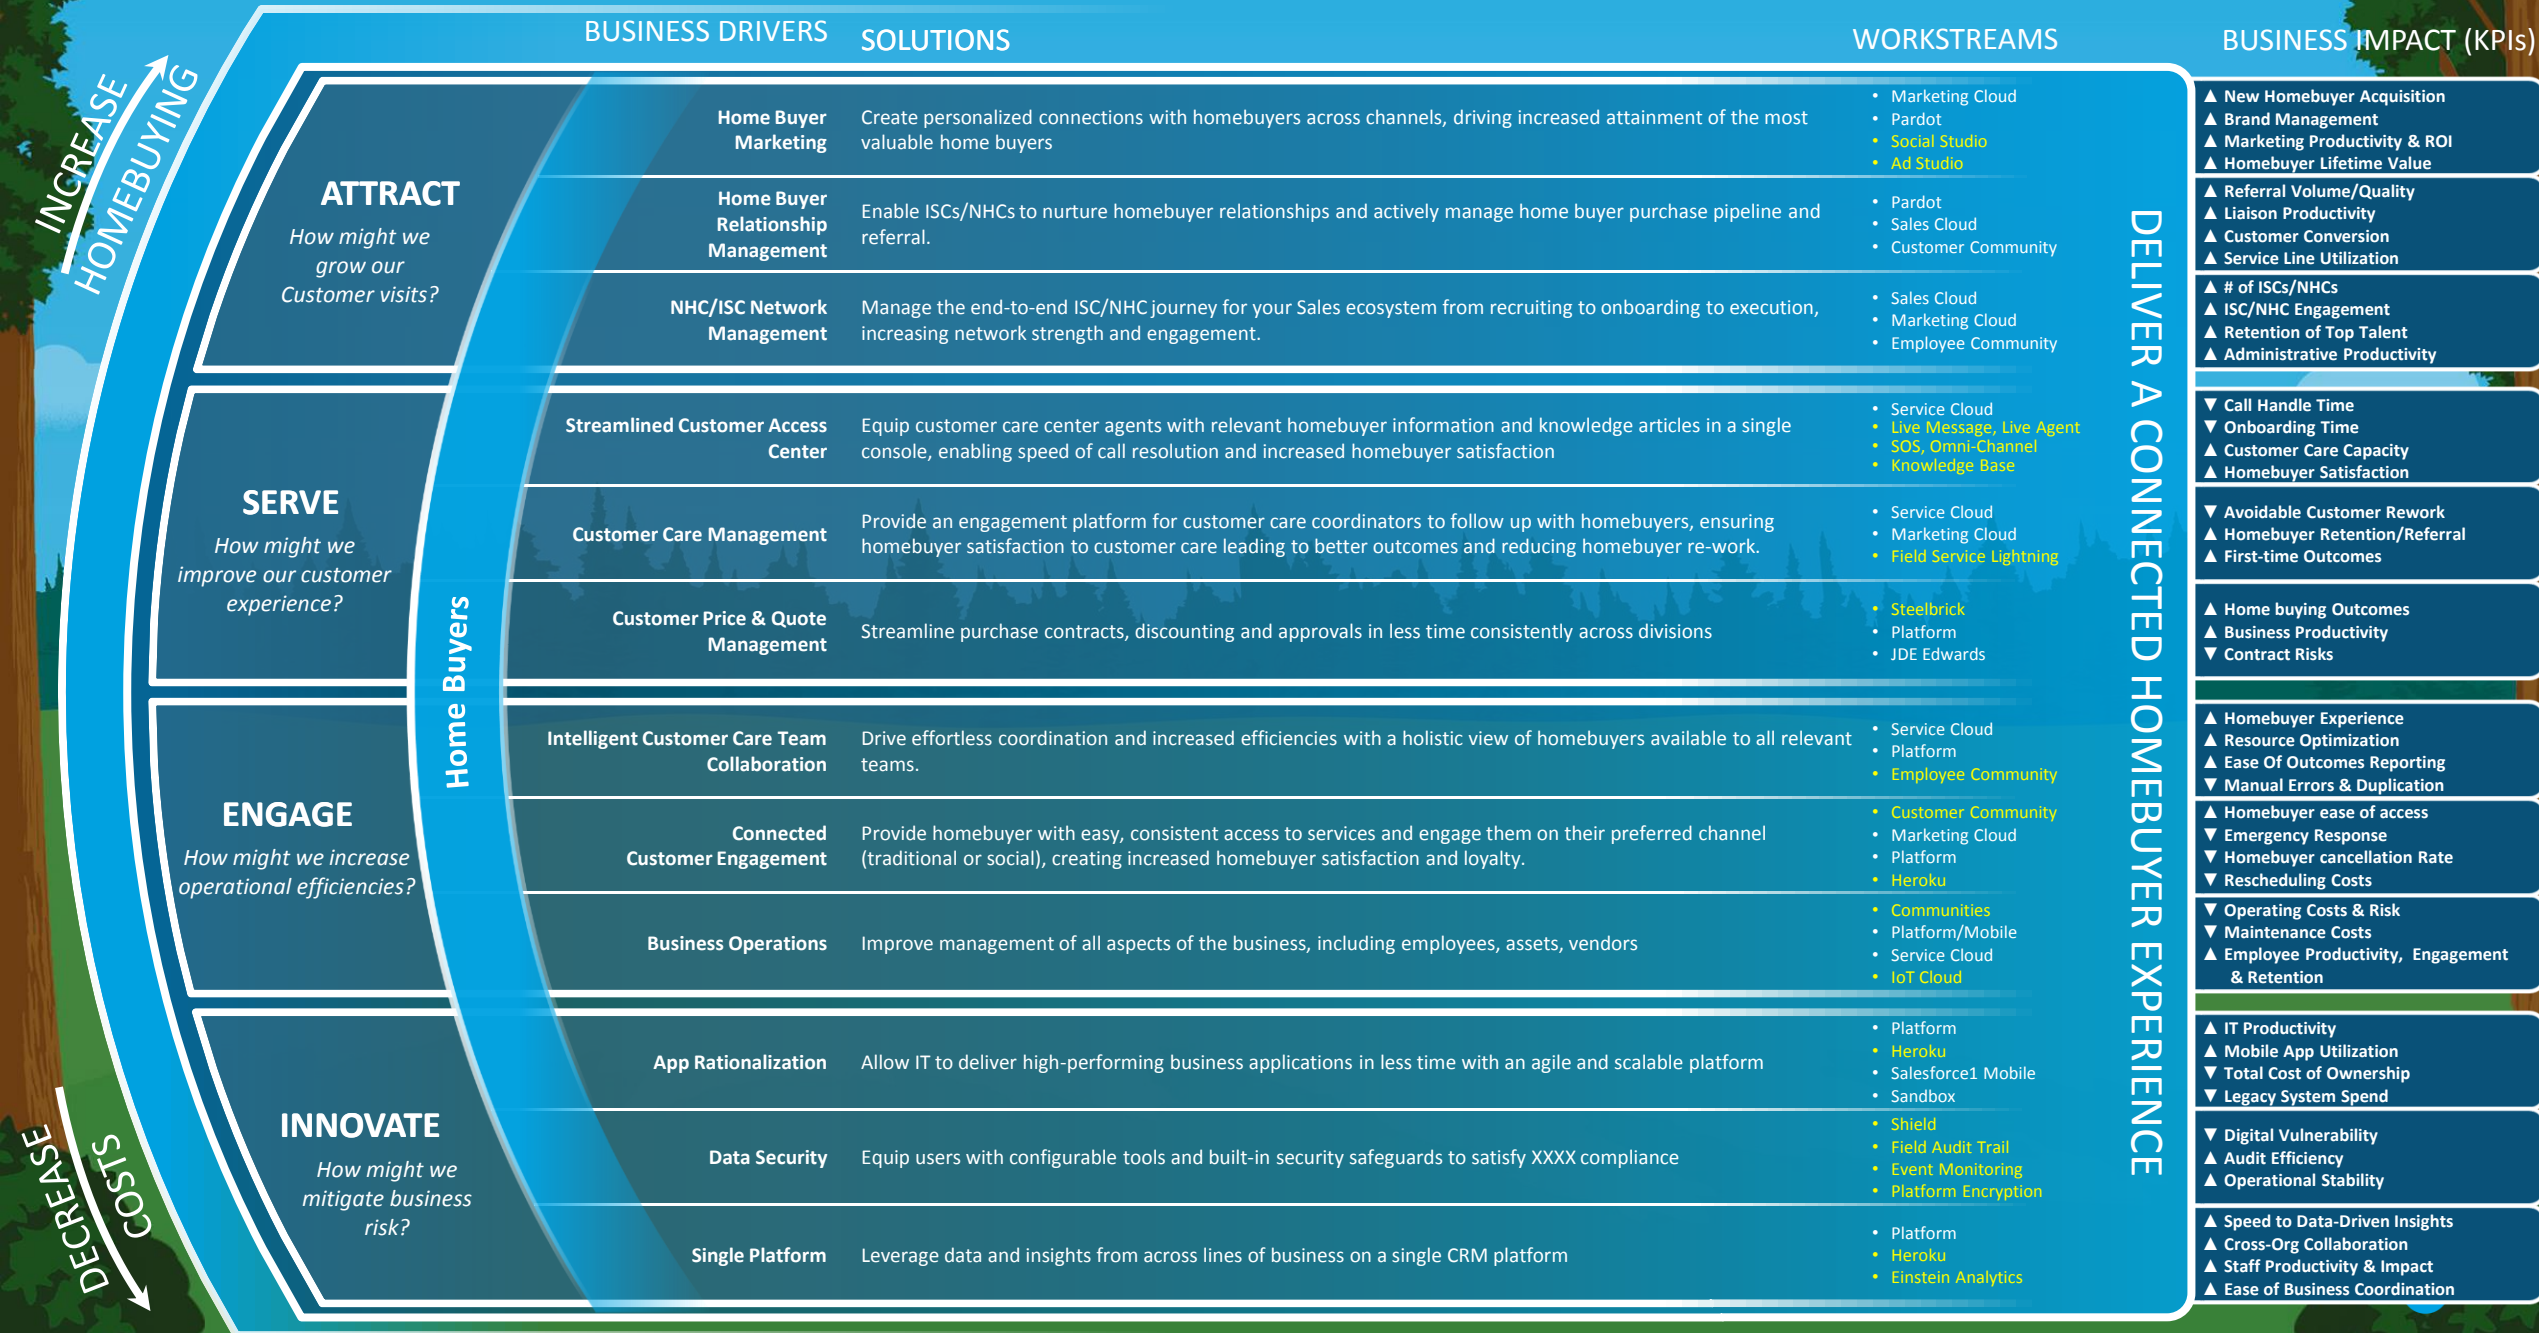 BUSINESS DRIVERS
SOLUTIONS
WORKSTREAMS
BUSINESS IMPACT (KPIs)
INCREASE
HOMEBUYING
ATTRACT
How might we
grow our
Customer visits?
Home Buyer
Marketing
Create personalized connections with homebuyers across channels, driving increased attainment of the most
valuable home buyers
• Marketing Cloud
• Pardot
• Social Studio
• Ad Studio
▲ New Homebuyer Acquisition
▲ Brand Management
▲ Marketing Productivity & ROI
▲ Homebuyer Lifetime Value
Home Buyer
Relationship
Management
Enable ISCs/NHCs to nurture homebuyer relationships and actively manage home buyer purchase pipeline and
referral.
• Pardot
• Sales Cloud
• Customer Community
▲ Referral Volume/Quality
▲ Liaison Productivity
▲ Customer Conversion
▲ Service Line Utilization
NHC/ISC Network
Management
Manage the end-to-end ISC/NHC journey for your Sales ecosystem from recruiting to onboarding to execution,
increasing network strength and engagement.
• Sales Cloud
• Marketing Cloud
• Employee Community
▲ # of ISCs/NHCs
▲ ISC/NHC Engagement
▲ Retention of Top Talent
▲ Administrative Productivity
SERVE
How might we
improve our customer
experience?
Streamlined Customer Access
Center
Equip customer care center agents with relevant homebuyer information and knowledge articles in a single
console, enabling speed of call resolution and increased homebuyer satisfaction
• Service Cloud
• Live Message, Live Agent
• SOS, Omni-Channel
• Knowledge Base
▼ Call Handle Time
▼ Onboarding Time
▲ Customer Care Capacity
▲ Homebuyer Satisfaction
Customer Care Management
Provide an engagement platform for customer care coordinators to follow up with homebuyers, ensuring
homebuyer satisfaction to customer care leading to better outcomes and reducing homebuyer re-work.
• Service Cloud
• Marketing Cloud
• Field Service Lightning
▼ Avoidable Customer Rework
▲ Homebuyer Retention/Referral
▲ First-time Outcomes
Customer Price & Quote
Management
Streamline purchase contracts, discounting and approvals in less time consistently across divisions
• Steelbrick
• Platform
• JDE Edwards
▲ Home buying Outcomes
▲ Business Productivity
▼ Contract Risks
Home Buyers
DELIVER A CONNECTED HOMEBUYER EXPERIENCE
ENGAGE
How might we increase
operational efficiencies?
Intelligent Customer Care Team
Collaboration
Drive effortless coordination and increased efficiencies with a holistic view of homebuyers available to all relevant
teams.
• Service Cloud
• Platform
• Employee Community
▲ Homebuyer Experience
▲ Resource Optimization
▲ Ease Of Outcomes Reporting
▼ Manual Errors & Duplication
Connected
Customer Engagement
Provide homebuyer with easy, consistent access to services and engage them on their preferred channel
(traditional or social), creating increased homebuyer satisfaction and loyalty.
• Customer Community
• Marketing Cloud
• Platform
• Heroku
▲ Homebuyer ease of access
▼ Emergency Response
▼ Homebuyer cancellation Rate
▼ Rescheduling Costs
Business Operations
Improve management of all aspects of the business, including employees, assets, vendors
• Communities
• Platform/Mobile
• Service Cloud
• IoT Cloud
▼ Operating Costs & Risk
▼ Maintenance Costs
▲ Employee Productivity, Engagement
& Retention
INNOVATE
How might we
mitigate business
risk?
App Rationalization
Allow IT to deliver high-performing business applications in less time with an agile and scalable platform
• Platform
• Heroku
• Salesforce1 Mobile
• Sandbox
▲ IT Productivity
▲ Mobile App Utilization
▼ Total Cost of Ownership
▼ Legacy System Spend
Data Security
Equip users with configurable tools and built-in security safeguards to satisfy XXXX compliance
• Shield
• Field Audit Trail
• Event Monitoring
• Platform Encryption
▼ Digital Vulnerability
▲ Audit Efficiency
▲ Operational Stability
Single Platform
Leverage data and insights from across lines of business on a single CRM platform
• Platform
• Heroku
• Einstein Analytics
▲ Speed to Data-Driven Insights
▲ Cross-Org Collaboration
▲ Staff Productivity & Impact
▲ Ease of Business Coordination
DECREASE
COSTS